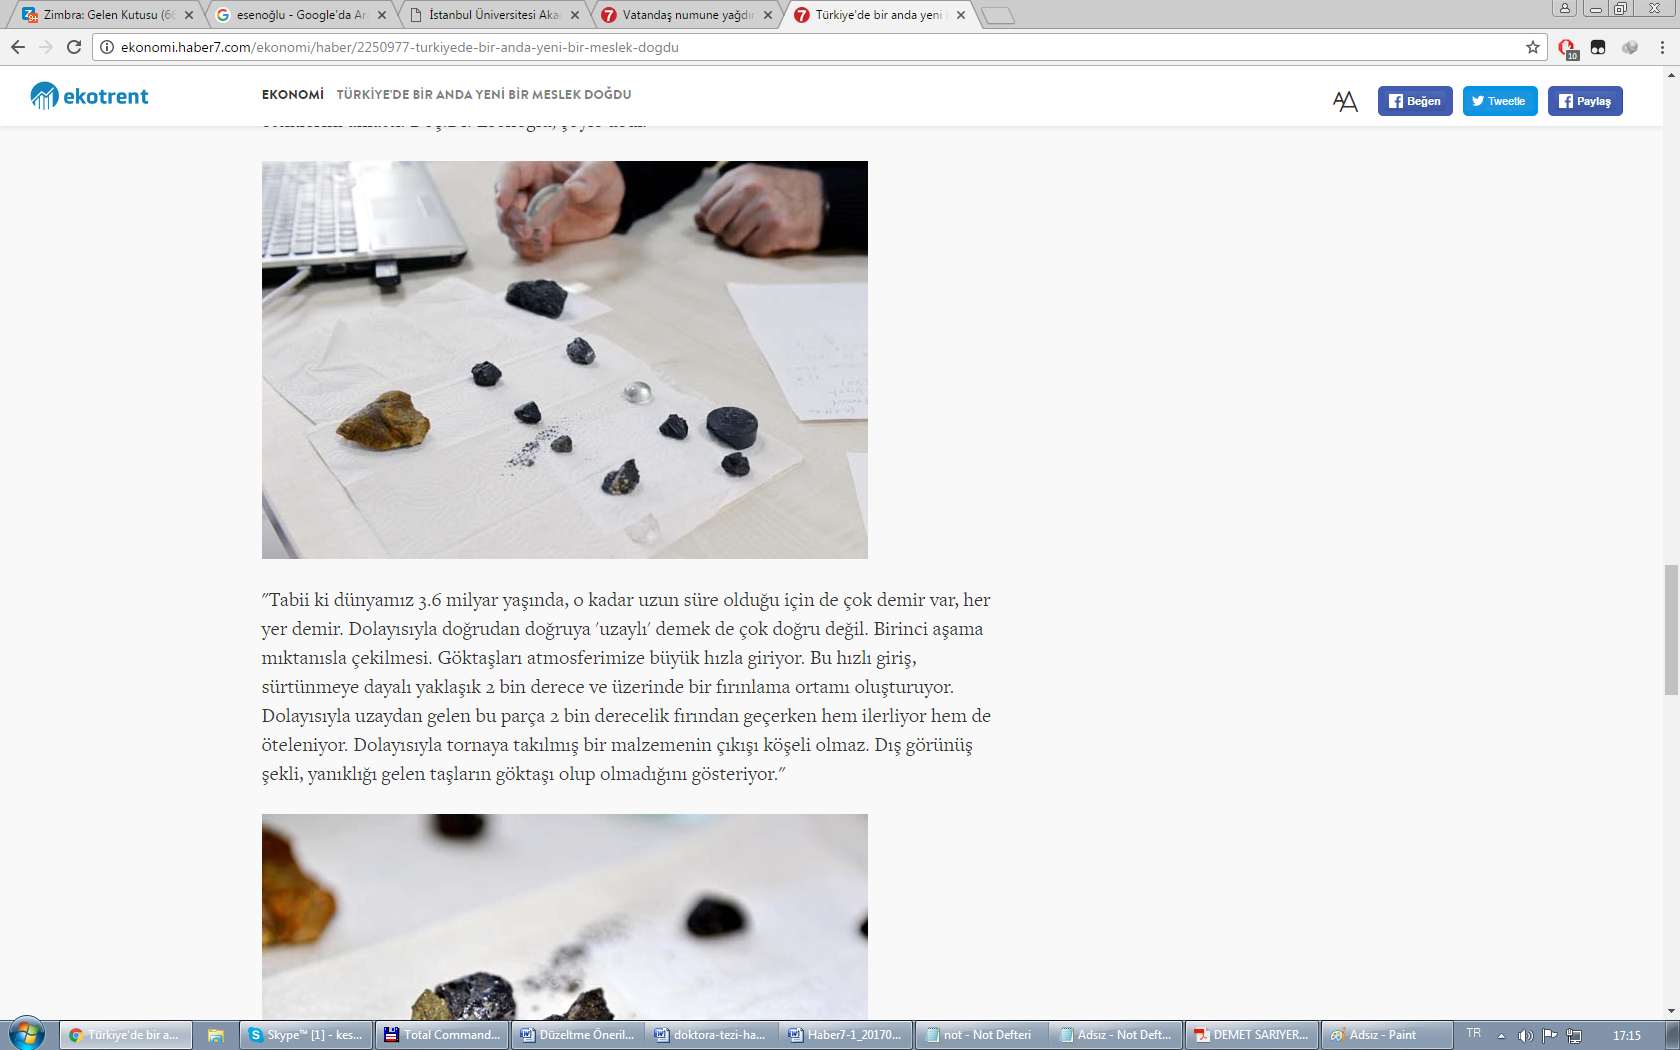 Zimbra: Gelen Kutusu (66
esenoğlu - Google'da Ara
İstanbul Üniversitesi Aka
Vatandaş numune yağdır
Türkiye'de bir anda yeni
ekonomi.haber7.com/ekonomi/haber/2250977-turkiyede-bir-anda-yeni-bir-meslek-dogdu
10
ekotrent
EKONOMİ TÜRKİYE'DE BİR ANDA YENİ BİR MESLEK DOĞDU
AA
Beğen
Tweetle
Paylaş
"Tabii ki dünyamız 3.6 milyar yaşında, o kadar uzun süre olduğu için de çok demir var, her
yer demir. Dolayısıyla doğrudan doğruya 'uzaylı' demek de çok doğru değil. Birinci aşama
mıktanısla çekilmesi. Göktaşları atmosferimize büyük hızla giriyor. Bu hızlı giriş,
sürtünmeye dayalı yaklaşık 2 bin derece ve üzerinde bir fırınlama ortamı oluşturuyor.
Dolayısıyla uzaydan gelen bu parça 2 bin derecelik fırından geçerken hem ilerliyor hem de
öteleniyor. Dolayısıyla tornaya takılmış bir malzemenin çıkışı köşeli olmaz. Dış görünüş
şekli, yanıklığı gelen taşların göktaşı olup olmadığını gösteriyor."
Türkiye'de bir a...
Skype™ [1] - kes...
Total Command...
Düzeltme Öneril...
doktora-tezi-ha...
Haber7-1_20170...
not - Not Defteri
Adsız - Not Deft...
DEMET SARIYER...
Adsız - Paint
TR
17:15